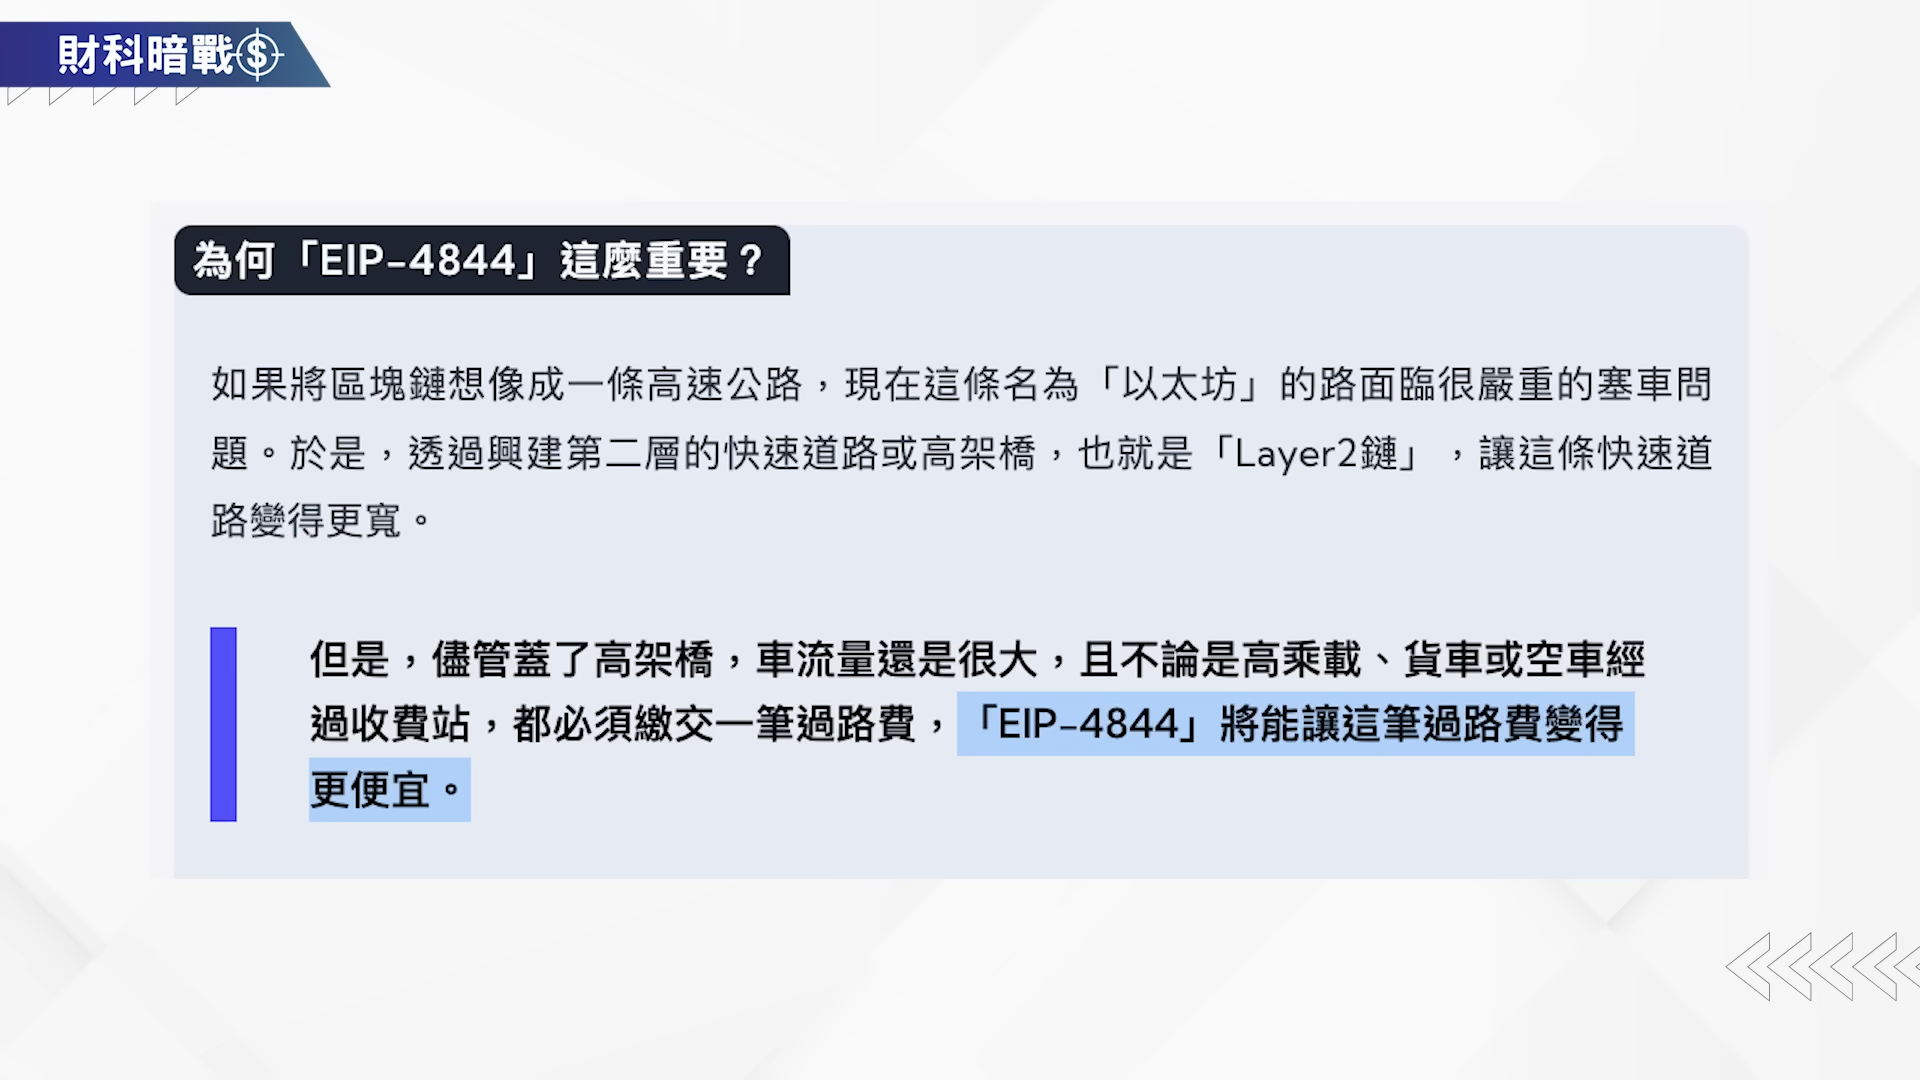 財科暗戰$
為何「EIP-4844」這麼重要？
如果將區塊鏈想像成一條高速公路，現在這條名為「以太坊」的路面臨很嚴重的塞車問
題。於是，透過興建第二層的快速道路或高架橋，也就是「Layer2鏈」，讓這條快速道
路變得更寬。
但是，儘管蓋了高架橋，車流量還是很大，且不論是高乘載、貨車或空車經
過收費站，都必須繳交一筆過路費，「EIP-4844」將能讓這筆過路費變得
更便宜。